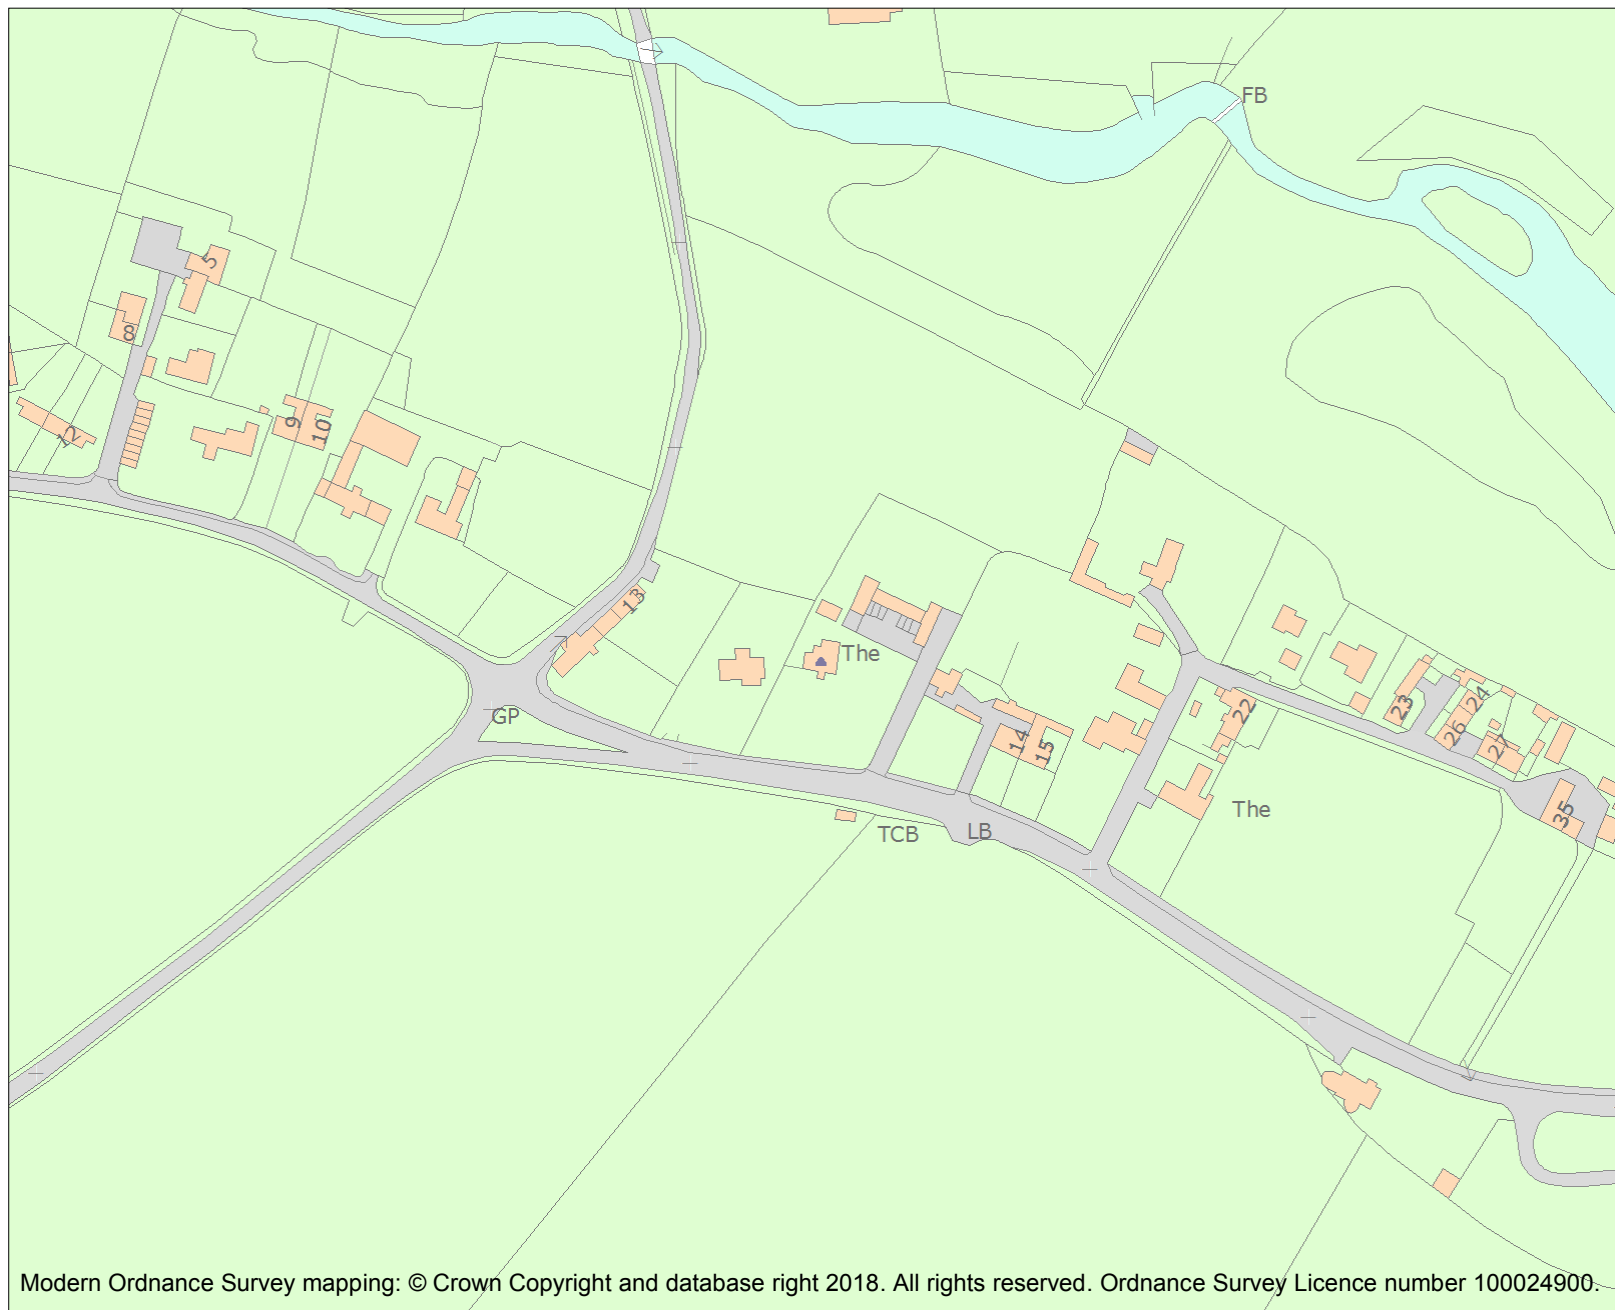 FB
5
8
9
10
12
13
The
GP
22
23
24
26
27
14
15
The
35
TCB
LB
Modern Ordnance Survey mapping: © Crown Copyright and database right 2018. All rights reserved. Ordnance Survey Licence number 100024900.